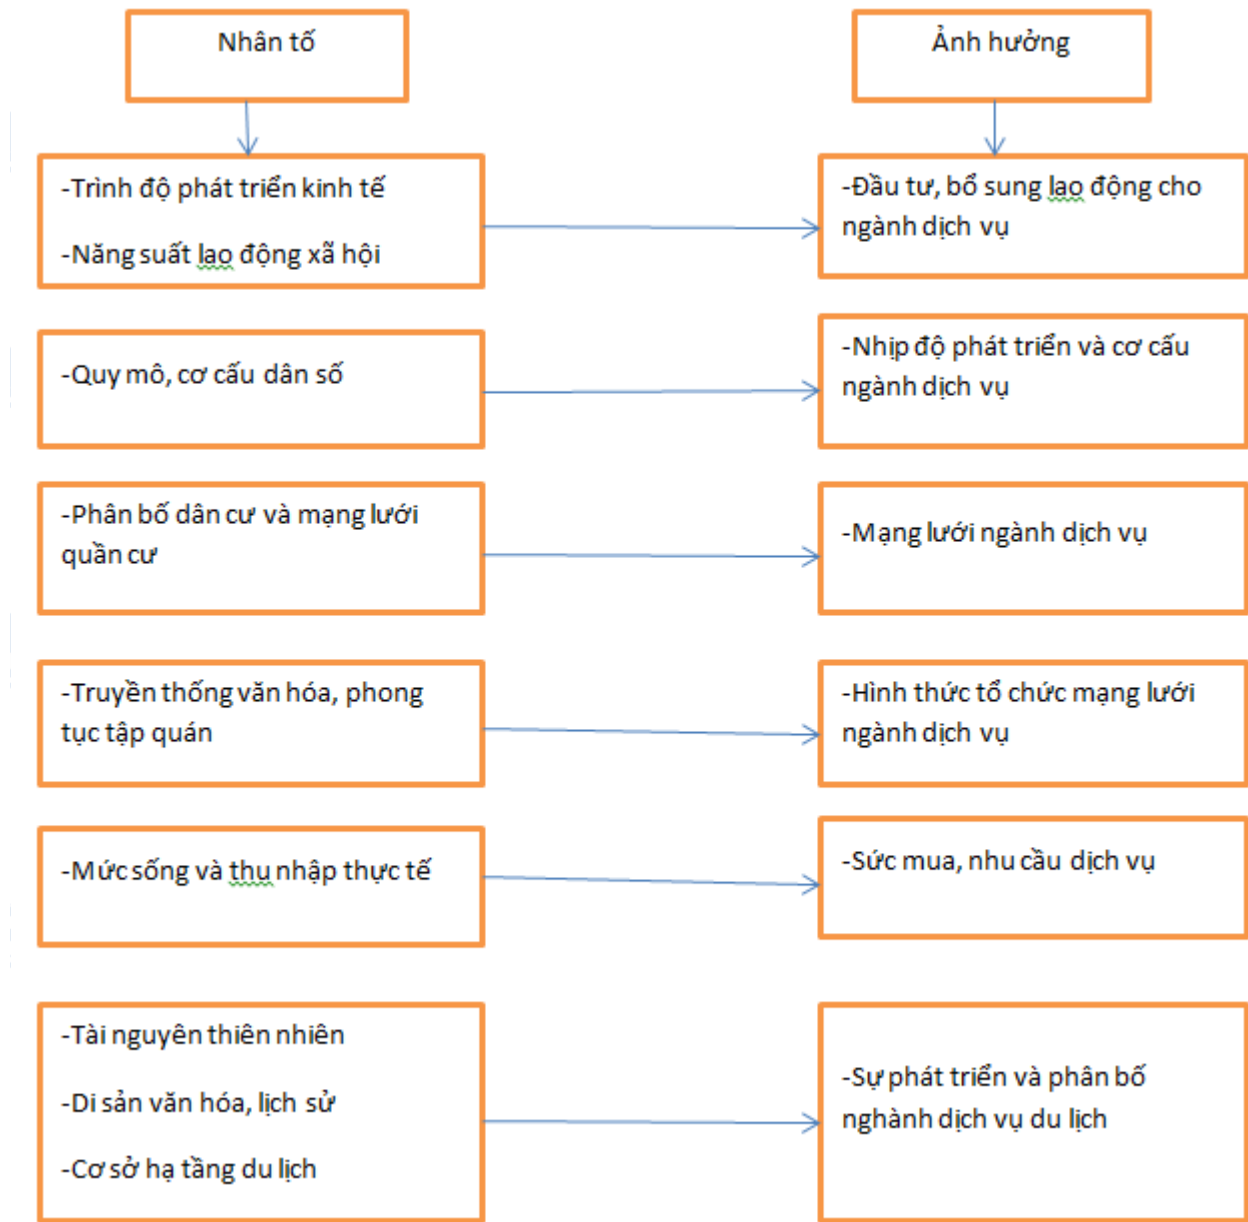 Nhân tố
Ảnh hưởng
-Trình độ phát triển kinh tế
-Năng suất lao động xã hội
-Đầu tư, bổ sung lao động cho
ngành dịch vụ
-Quy mô, cơ cấu dân số
-Nhịp độ phát triển và cơ cấu
ngành dịch vụ
-Phân bố dân cư và mạng lưới
quần cư
-Mạng lưới ngành dịch vụ
-Truyền thống văn hóa, phong
tục tập quán
-Hình thức tổ chức mạng lưới
ngành dịch vụ
-Mức sống và thu nhập thực tế
-Sức mua, nhu cầu dịch vụ
-Tài nguyên thiên nhiên
-Di sản văn hóa, lịch sử
-Cơ sở hạ tầng du lịch
-Sự phát triển và phân bố
nghành dịch vụ du lịch